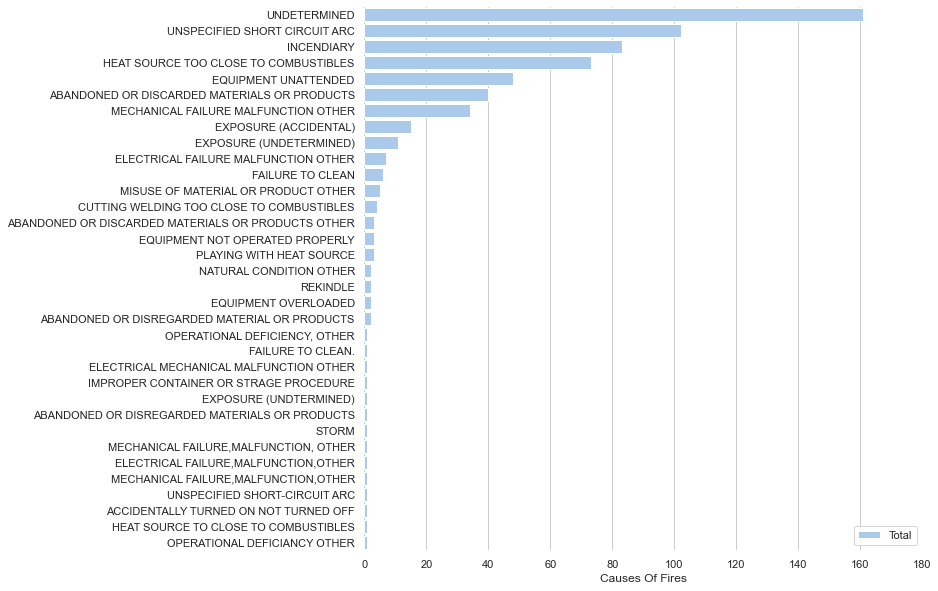 UNDETERMINED
UNSPECIFIED SHORT CIRCUIT ARC
INCENDIARY
HEAT SOURCE TOO CLOSE TO COMBUSTIBLES
EQUIPMENT UNATTENDED
ABANDONED OR DISCARDED MATERIALS OR PRODUCTS
MECHANICAL FAILURE MALFUNCTION OTHER
EXPOSURE (ACCIDENTAL)
EXPOSURE (UNDETERMINED)
ELECTRICAL FAILURE MALFUNCTION OTHER
FAILURE TO CLEAN
MISUSE OF MATERIAL OR PRODUCT OTHER
CUTTING WELDING TOO CLOSE TO COMBUSTIBLES
ABANDONED OR DISCARDED MATERIALS OR PRODUCTS OTHER
EQUIPMENT NOT OPERATED PROPERLY
PLAYING WITH HEAT SOURCE
NATURAL CONDITION OTHER
REKINDLE
EQUIPMENT OVERLOADED
ABANDONED OR DISREGARDED MATERIAL OR PRODUCTS
OPERATIONAL DEFICIENCY, OTHER
FAILURE TO CLEAN.
ELECTRICAL MECHANICAL MALFUNCTION OTHER
IMPROPER CONTAINER OR STRAGE PROCEDURE
EXPOSURE (UNDTERMINED)
ABANDONED OR DISREGARDED MATERIALS OR PRODUCTS
STORM
MECHANICAL FAILURE,MALFUNCTION, OTHER
ELECTRICAL FAILURE,MALFUNCTION,OTHER
MECHANICAL FAILURE,MALFUNCTION,OTHER
UNSPECIFIED SHORT-CIRCUIT ARC
ACCIDENTALLY TURNED ON NOT TURNED OFF
HEAT SOURCE TO CLOSE TO COMBUSTIBLES
OPERATIONAL DEFICIANCY OTHER
Total
0 20 40 60 80 100 120 140 160 180
Causes Of Fires